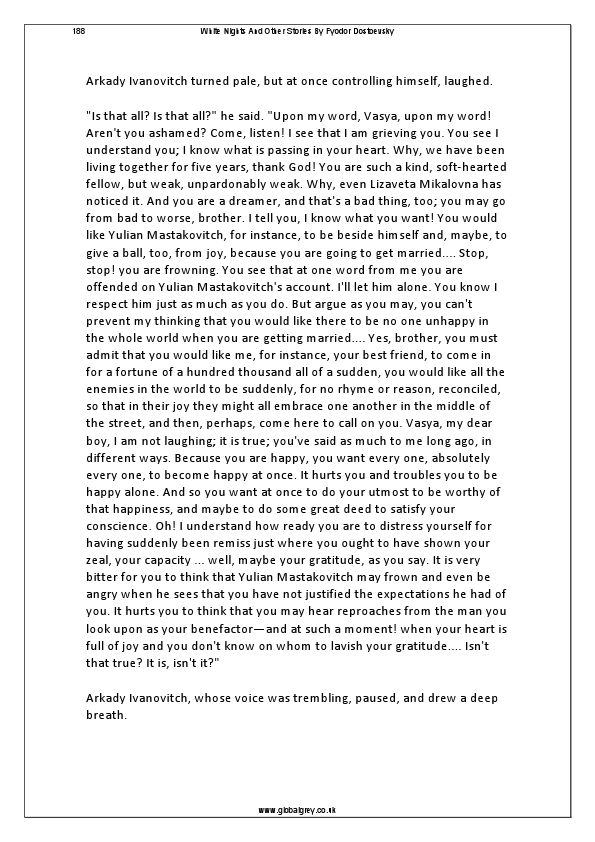 188 White Nights And Other Stories By Fyodor Dostoevsky
Arkady Ivanovitch turned pale, but at once controlling himself, laughed.
"Is that all? Is that all?" he said. "Upon my word, Vasya, upon my word!
Aren't you ashamed? Come, listen! I see that I am grieving you. You see I
understand you; I know what is passing in your heart. Why, we have been
living together for five years, thank God! You are such a kind, soft-hearted
fellow, but weak, unpardonably weak. Why, even Lizaveta Mikalovna has
noticed it. And you are a dreamer, and that's a bad thing, too; you may go
from bad to worse, brother. I tell you, I know what you want! You would
like Yulian Mastakovitch, for instance, to be beside himself and, maybe, to
give a ball, too, from joy, because you are going to get married.... Stop,
stop! you are frowning. You see that at one word from me you are
offended on Yulian Mastakovitch's account. I'll let him alone. You know I
respect him just as much as you do. But argue as you may, you can't
prevent my thinking that you would like there to be no one unhappy in
the whole world when you are getting married.... Yes, brother, you must
admit that you would like me, for instance, your best friend, to come in
for a fortune of a hundred thousand all of a sudden, you would like all the
enemies in the world to be suddenly, for no rhyme or reason, reconciled,
so that in their joy they might all embrace one another in the middle of
the street, and then, perhaps, come here to call on you. Vasya, my dear
boy, I am not laughing; it is true; you've said as much to me long ago, in
different ways. Because you are happy, you want every one, absolutely
every one, to become happy at once. It hurts you and troubles you to be
happy alone. And so you want at once to do your utmost to be worthy of
that happiness, and maybe to do some great deed to satisfy your
conscience. Oh! I understand how ready you are to distress yourself for
having suddenly been remiss just where you ought to have shown your
zeal, your capacity ... well, maybe your gratitude, as you say. It is very
bitter for you to think that Yulian Mastakovitch may frown and even be
angry when he sees that you have not justified the expectations he had of
you. It hurts you to think that you may hear reproaches from the man you
look upon as your benefactor—and at such a moment! when your heart is
full of joy and you don't know on whom to lavish your gratitude.... Isn't
that true? It is, isn't it?"
Arkady Ivanovitch, whose voice was trembling, paused, and drew a deep
breath.
www.globalgrey.co.uk